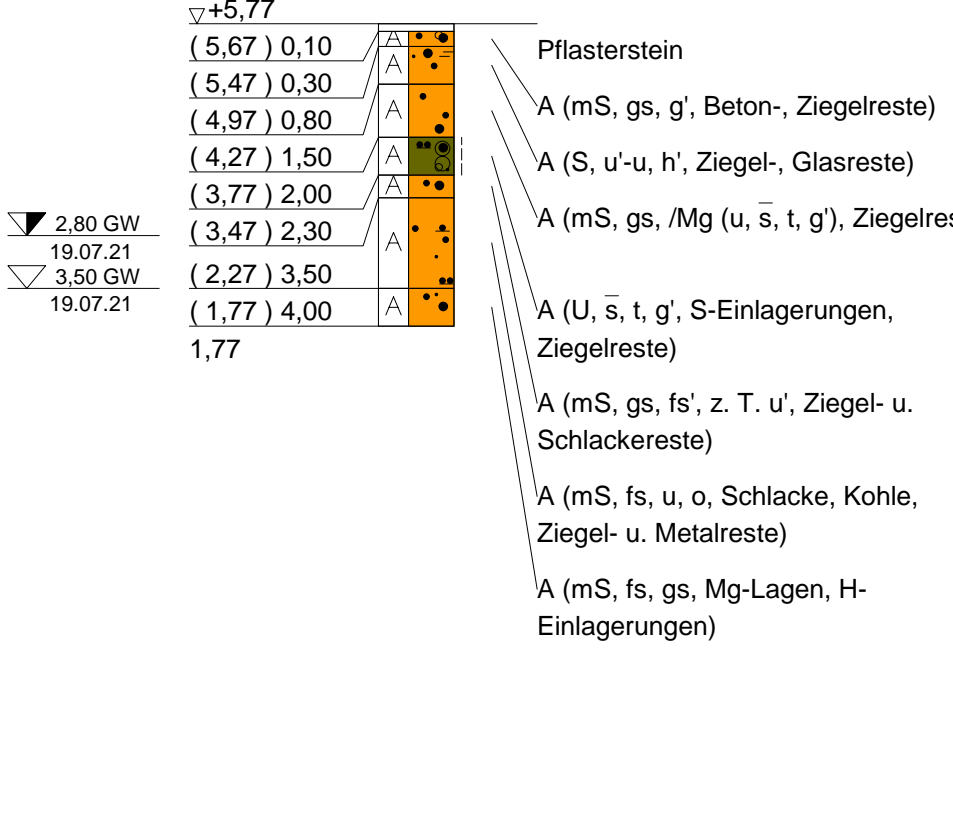 +5,77
( 5,67 ) 0,10
( 5,47 ) 0,30
( 4,97 ) 0,80
( 4,27 ) 1,50
( 3,77 ) 2,00
( 3,47 ) 2,30
( 2,27 ) 3,50
( 1,77 ) 4,00
1,77
2,80 GW
19.07.21
3,50 GW
19.07.21
A
A
A
A
A
A
A
Pflasterstein
A (mS, gs, g', Beton-, Ziegelreste)
A (S, u'-u, h', Ziegel-, Glasreste)
A (mS, gs, /Mg (u, s̅, t, g'), Ziegelres
A (U, s̅, t, g', S-Einlagerungen,
Ziegelreste)
A (mS, gs, fs', z. T. u', Ziegel- u.
Schlackereste)
A (mS, fs, u, o, Schlacke, Kohle,
Ziegel- u. Metalreste)
A (mS, fs, gs, Mg-Lagen, H-
Einlagerungen)